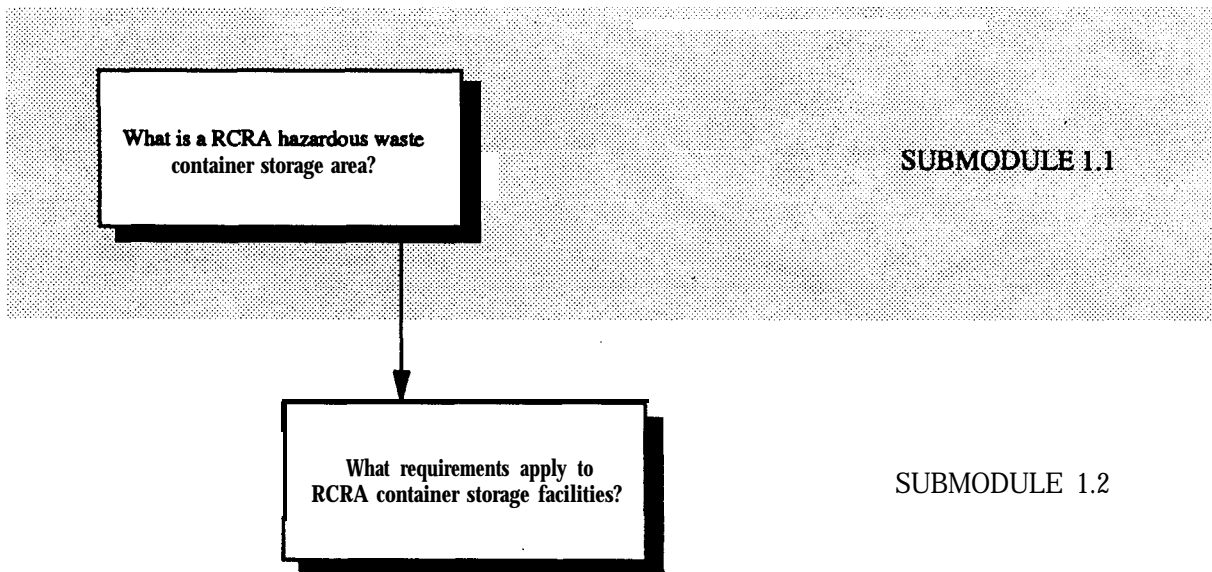 What is a RCRA hazardous waste
container storage area?
SUBMODULE 1.1
What requirements apply to
RCRA container storage facilities?
SUBMODULE 1.2